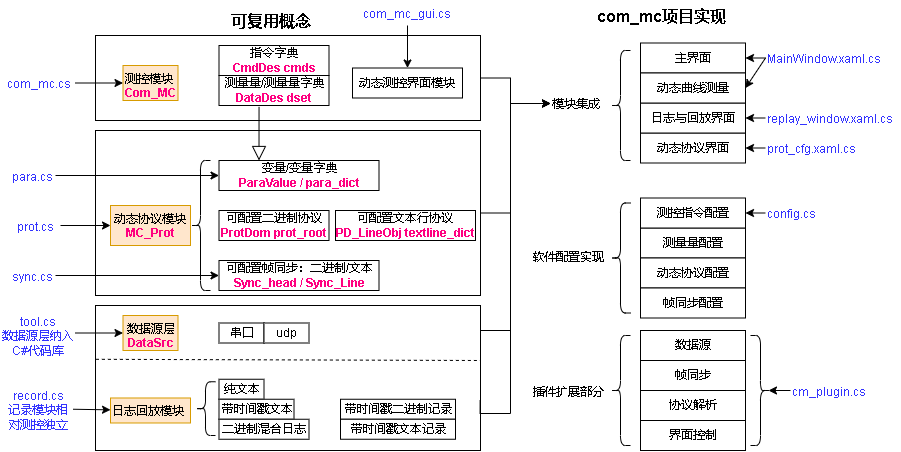 可复用概念
com_mc项目实现
com_mc_gui.cs
com_mc.cs
测控模块
Com_MC
指令字典
CmdDes cmds
测量量/测量量字典
DataDes dset
动态测控界面模块
para.cs
变量/变量字典
ParaValue / para_dict
prot.cs
动态协议模块
MC_Prot
可配置二进制协议
ProtDom prot_root
可配置文本行协议
PD_LineObj textline_dict
sync.cs
可配置帧同步：二进制/文本
Sync_head / Sync_Line
tool.cs
数据源层纳入
C#代码库
数据源层
DataSrc
串口
udp
record.cs
记录模块相
对测控独立
日志回放模块
纯文本
带时间戳文本
二进制混合日志
带时间戳二进制记录
带时间戳文本记录
模块集成
主界面
动态曲线测量
日志与回放界面
动态协议界面
MainWindow.xaml.cs
replay_window.xaml.cs
prot_cfg.xaml.cs
软件配置实现
测控指令配置
测量量配置
动态协议配置
帧同步配置
config.cs
插件扩展部分
数据源
帧同步
协议解析
界面控制
cm_plugin.cs